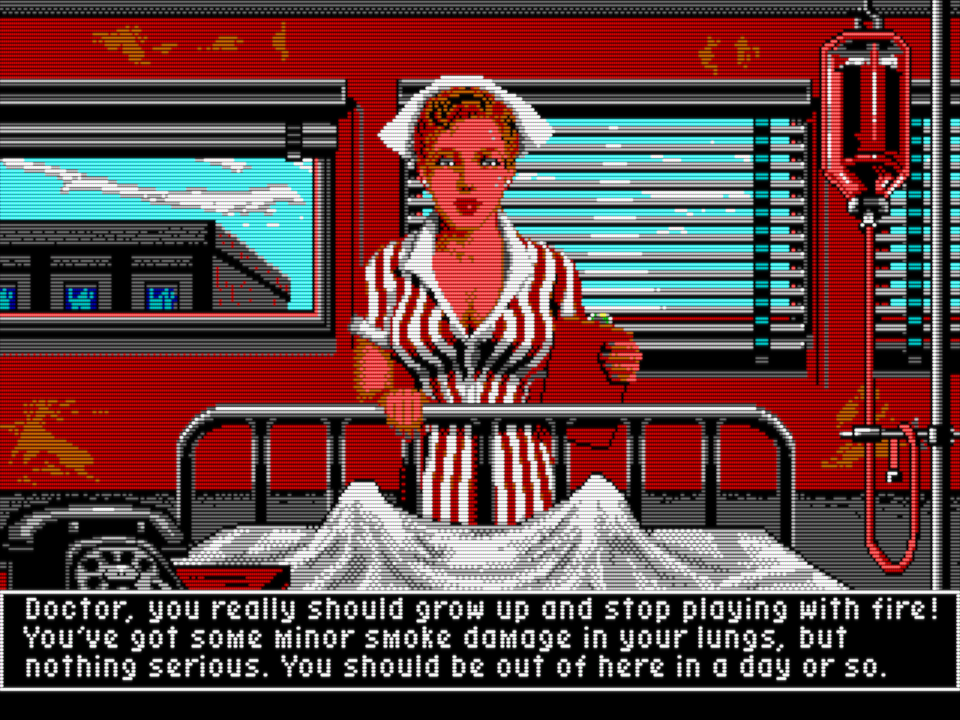 Doctor, you really should grow up and stop playing with fire!
You've got some minor smoke damage in your lungs, but
nothing serious. You should be out of here in a day or so.